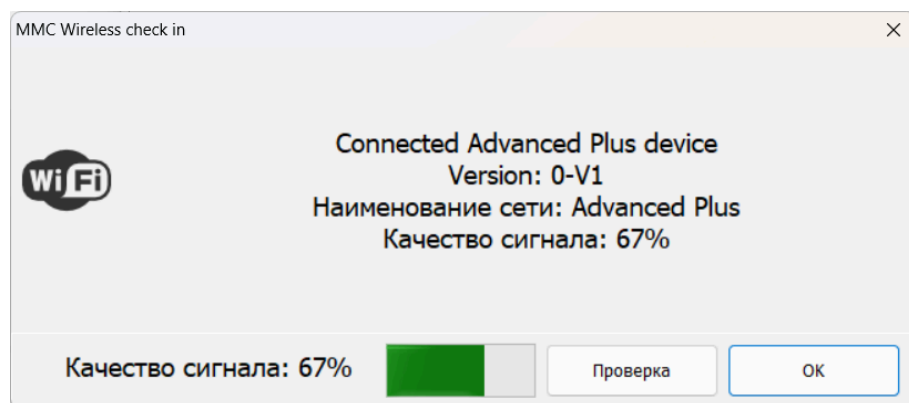 MMC Wireless check in
WiFi
Connected Advanced Plus device
Version: 0-V1
Наименование сети: Advanced Plus
Качество сигнала: 67%
Качество сигнала: 67%
Проверка
ОК